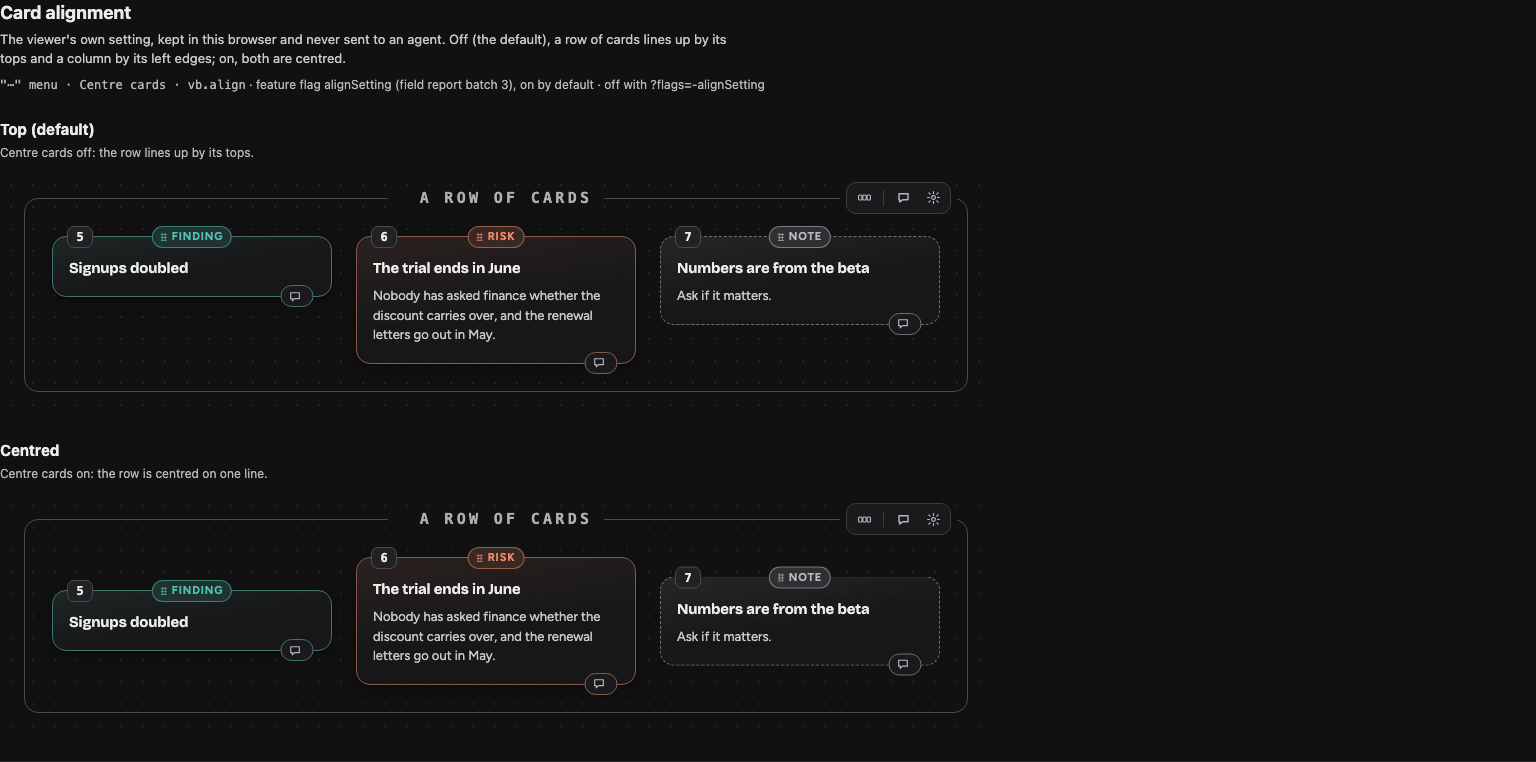 Card alignment
The viewer's own setting, kept in this browser and never sent to an agent. Off (the default), a row of cards lines up by its
tops and a column by its left edges; on, both are centred.
"⋯" menu · Centre cards · vb.align · feature flag alignSetting (field report batch 3), on by default · off with ?flags=-alignSetting
Top (default)
Centre cards off: the row lines up by its tops.
A ROW OF CARDS
5 FINDING
Signups doubled
6 RISK
The trial ends in June
Nobody has asked finance whether the
discount carries over, and the renewal
letters go out in May.
7 NOTE
Numbers are from the beta
Ask if it matters.
Centred
Centre cards on: the row is centred on one line.
A ROW OF CARDS
5 FINDING
Signups doubled
6 RISK
The trial ends in June
Nobody has asked finance whether the
discount carries over, and the renewal
letters go out in May.
7 NOTE
Numbers are from the beta
Ask if it matters.